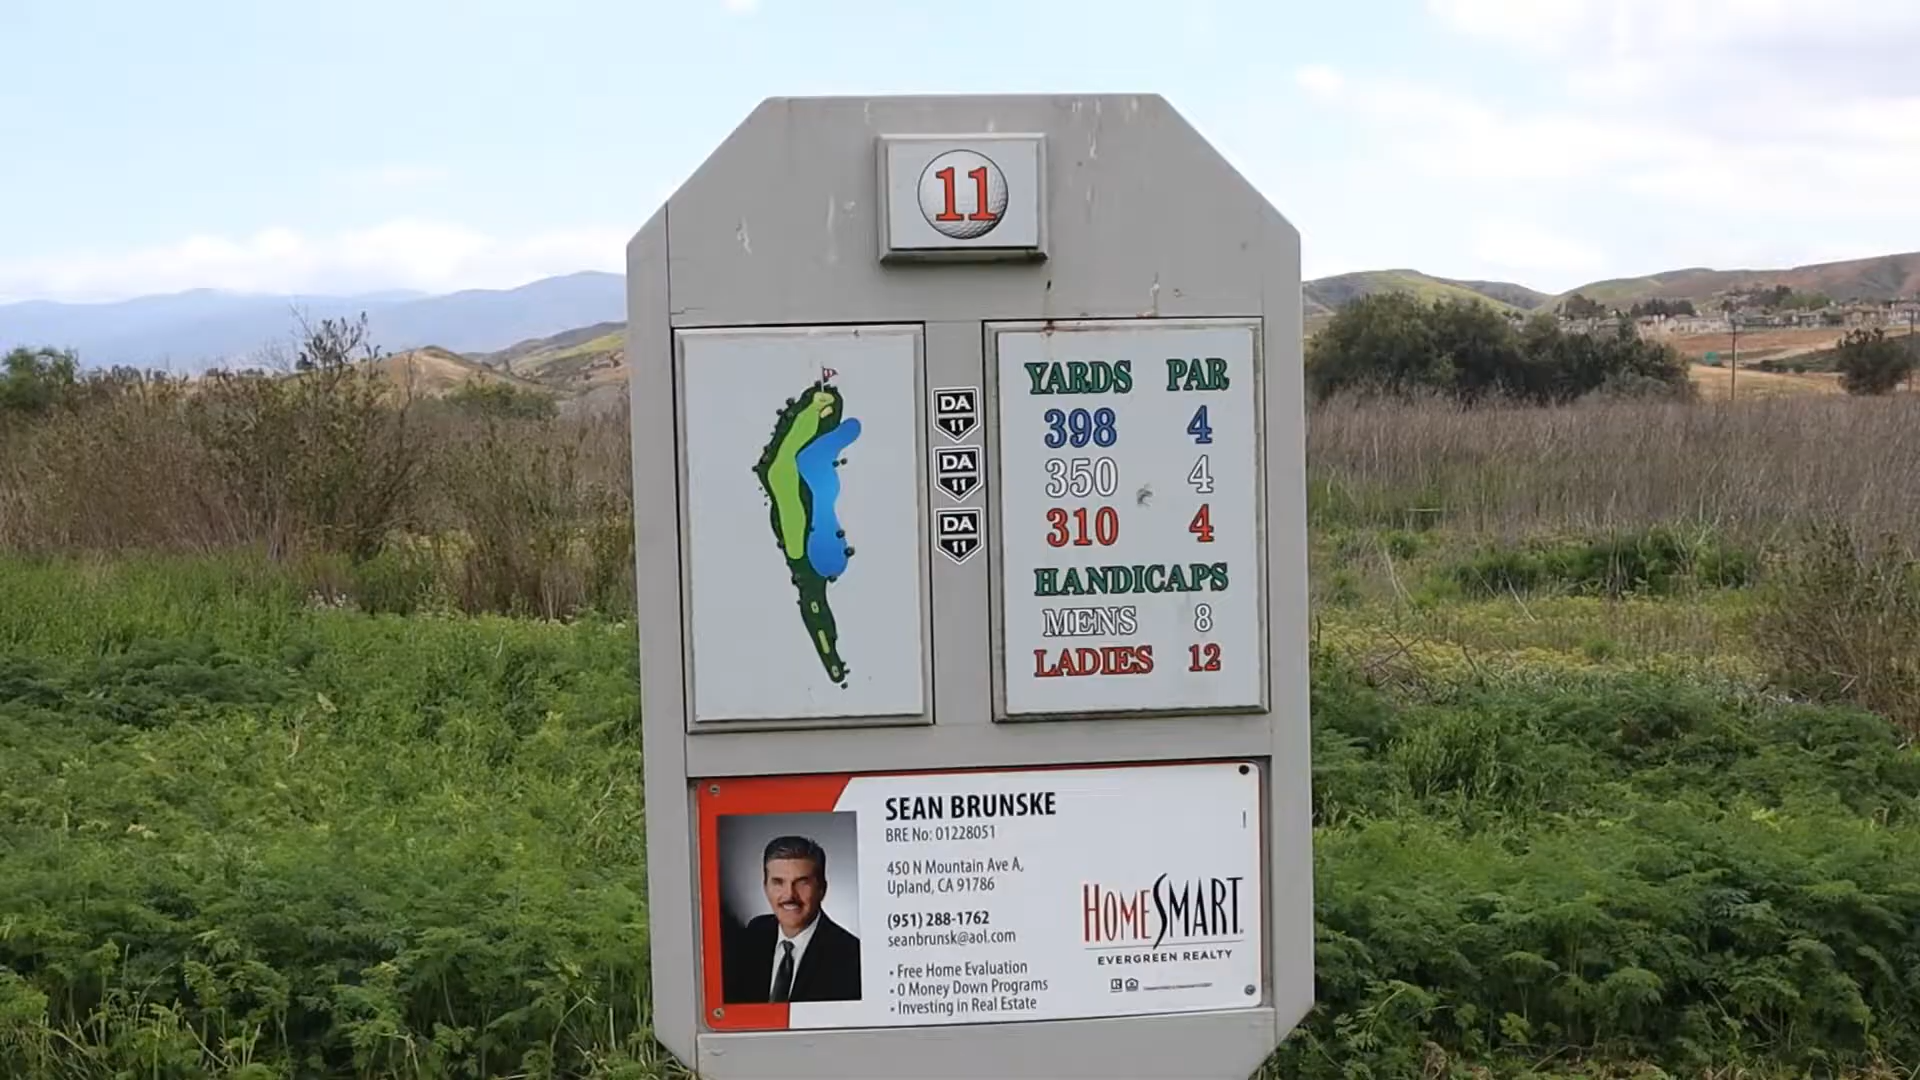 11
DA
11
DA
11
DA
11
YARDS PAR
398 4
350 4
310 4
HANDICAPS
MENS 8
LADIES 12
SEAN BRUNSKE
BRE No: 01228051
450 N Mountain Ave A,
Upland, CA 91786
(951) 288-1762
seanbrunsk@aol.com
• Free Home Evaluation
• 0 Money Down Programs
• Investing in Real Estate
HOMESMART
EVERGREEN REALTY